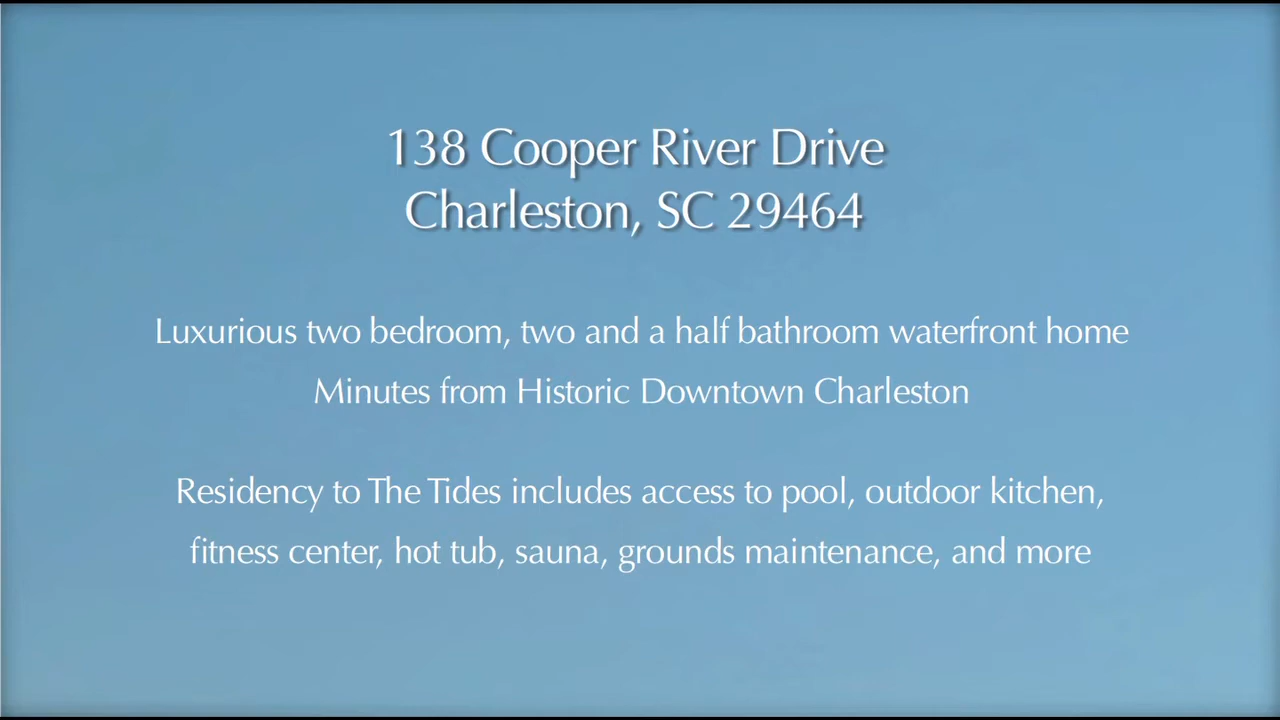 138 Cooper River Drive
Charleston, SC 29464
Luxurious two bedroom, two and a half bathroom waterfront home
Minutes from Historic Downtown Charleston
Residency to The Tides includes access to pool, outdoor kitchen,
fitness center, hot tub, sauna, grounds maintenance, and more